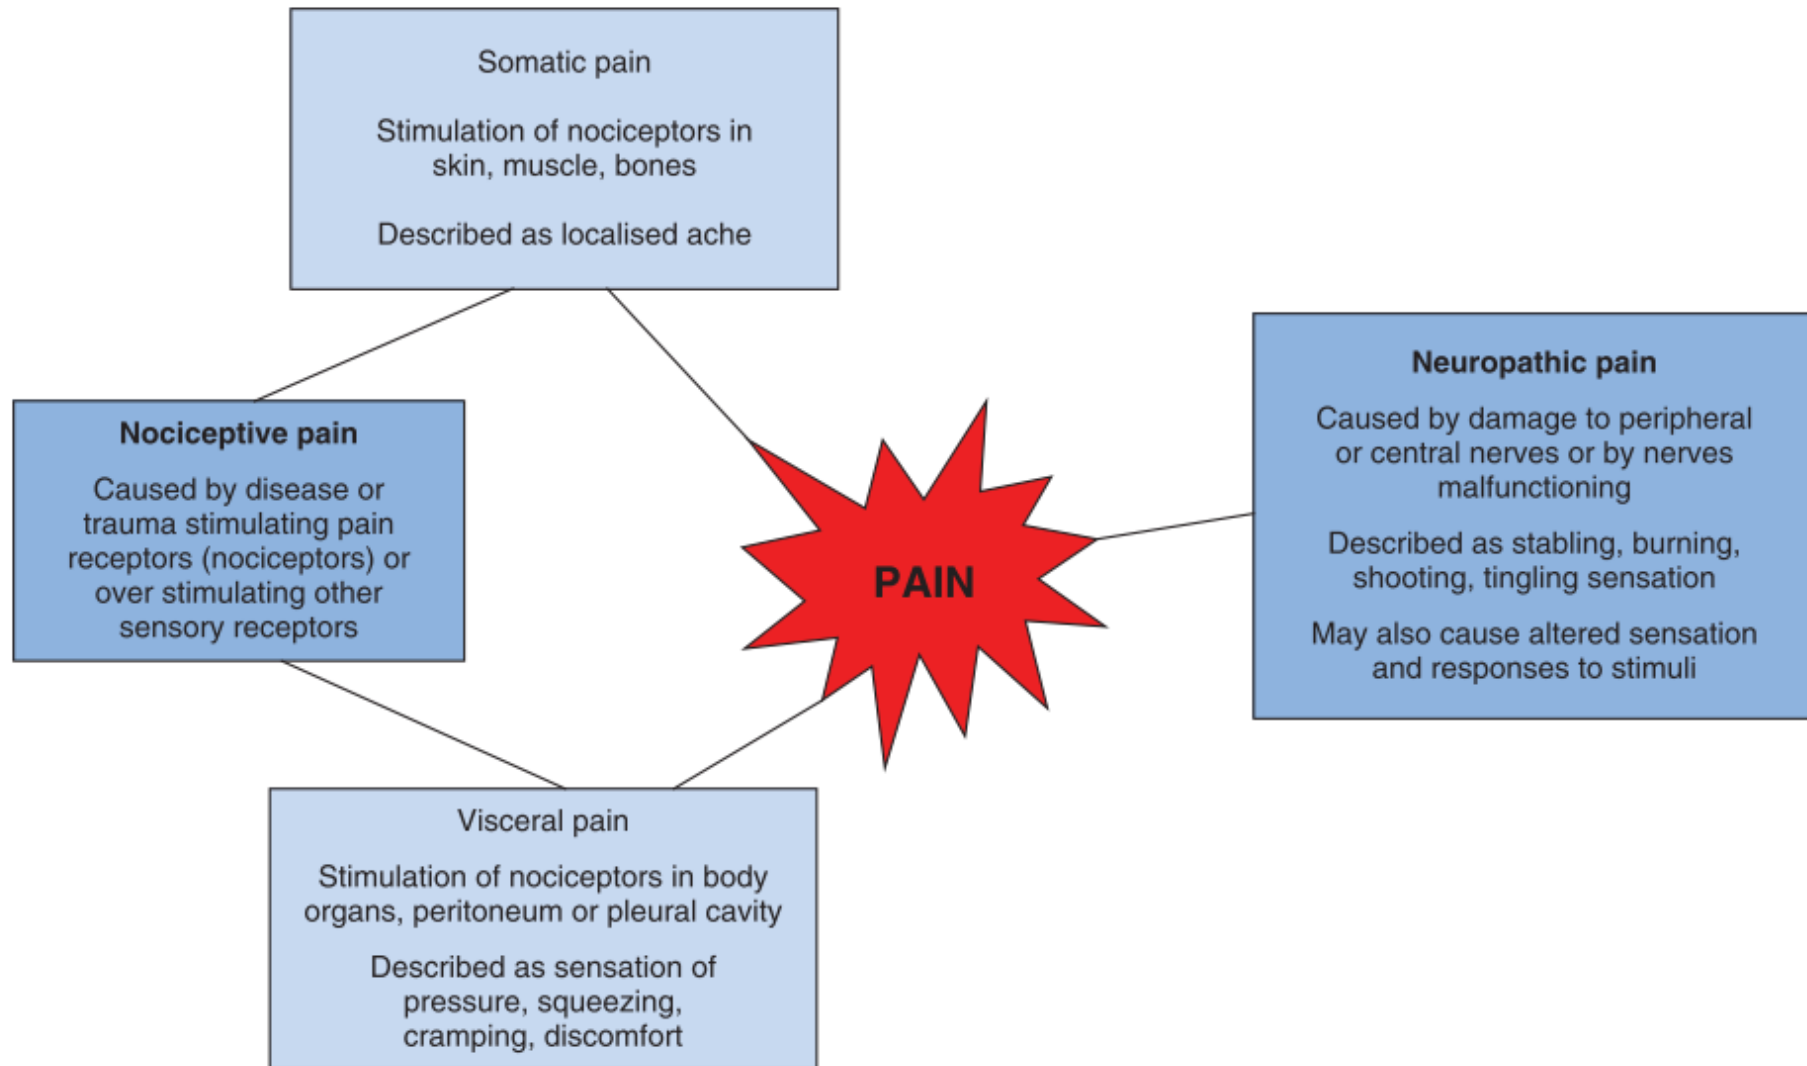 Somatic pain
Stimulation of nociceptors in
skin, muscle, bones
Described as localised ache
Nociceptive pain
Caused by disease or
trauma stimulating pain
receptors (nociceptors) or
over stimulating other
sensory receptors
PAIN
Neuropathic pain
Caused by damage to peripheral
or central nerves or by nerves
malfunctioning
Described as stabling, burning,
shooting, tingling sensation
May also cause altered sensation
and responses to stimuli
Visceral pain
Stimulation of nociceptors in body
organs, peritoneum or pleural cavity
Described as sensation of
pressure, squeezing,
cramping, discomfort